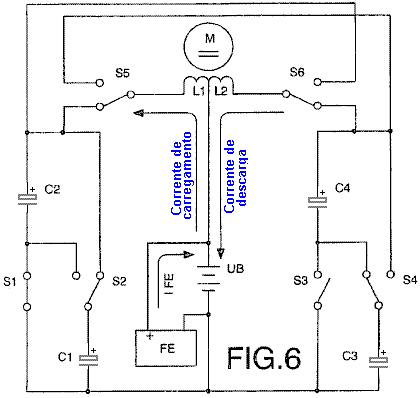 M
S5
L1 L2
S6
Corrente de
carregamento
Corrente de
descarga
+
C2
+
C4
S1
S2
I FE
UB
S3
S4
+
C1
+
FE
FIG.6
+
C3